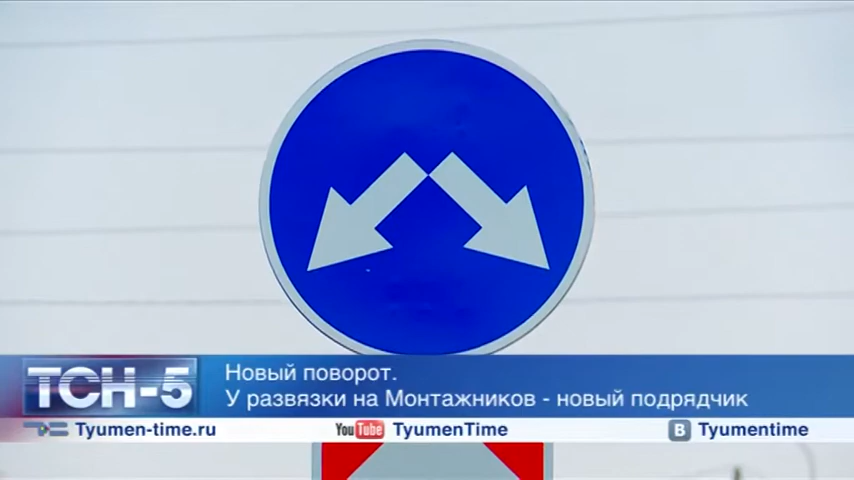 ТСН-5
Новый поворот.
У развязки на Монтажников - новый подрядчик
Tyumen-time.ru
YouTube TyumenTime
В Tyumentime